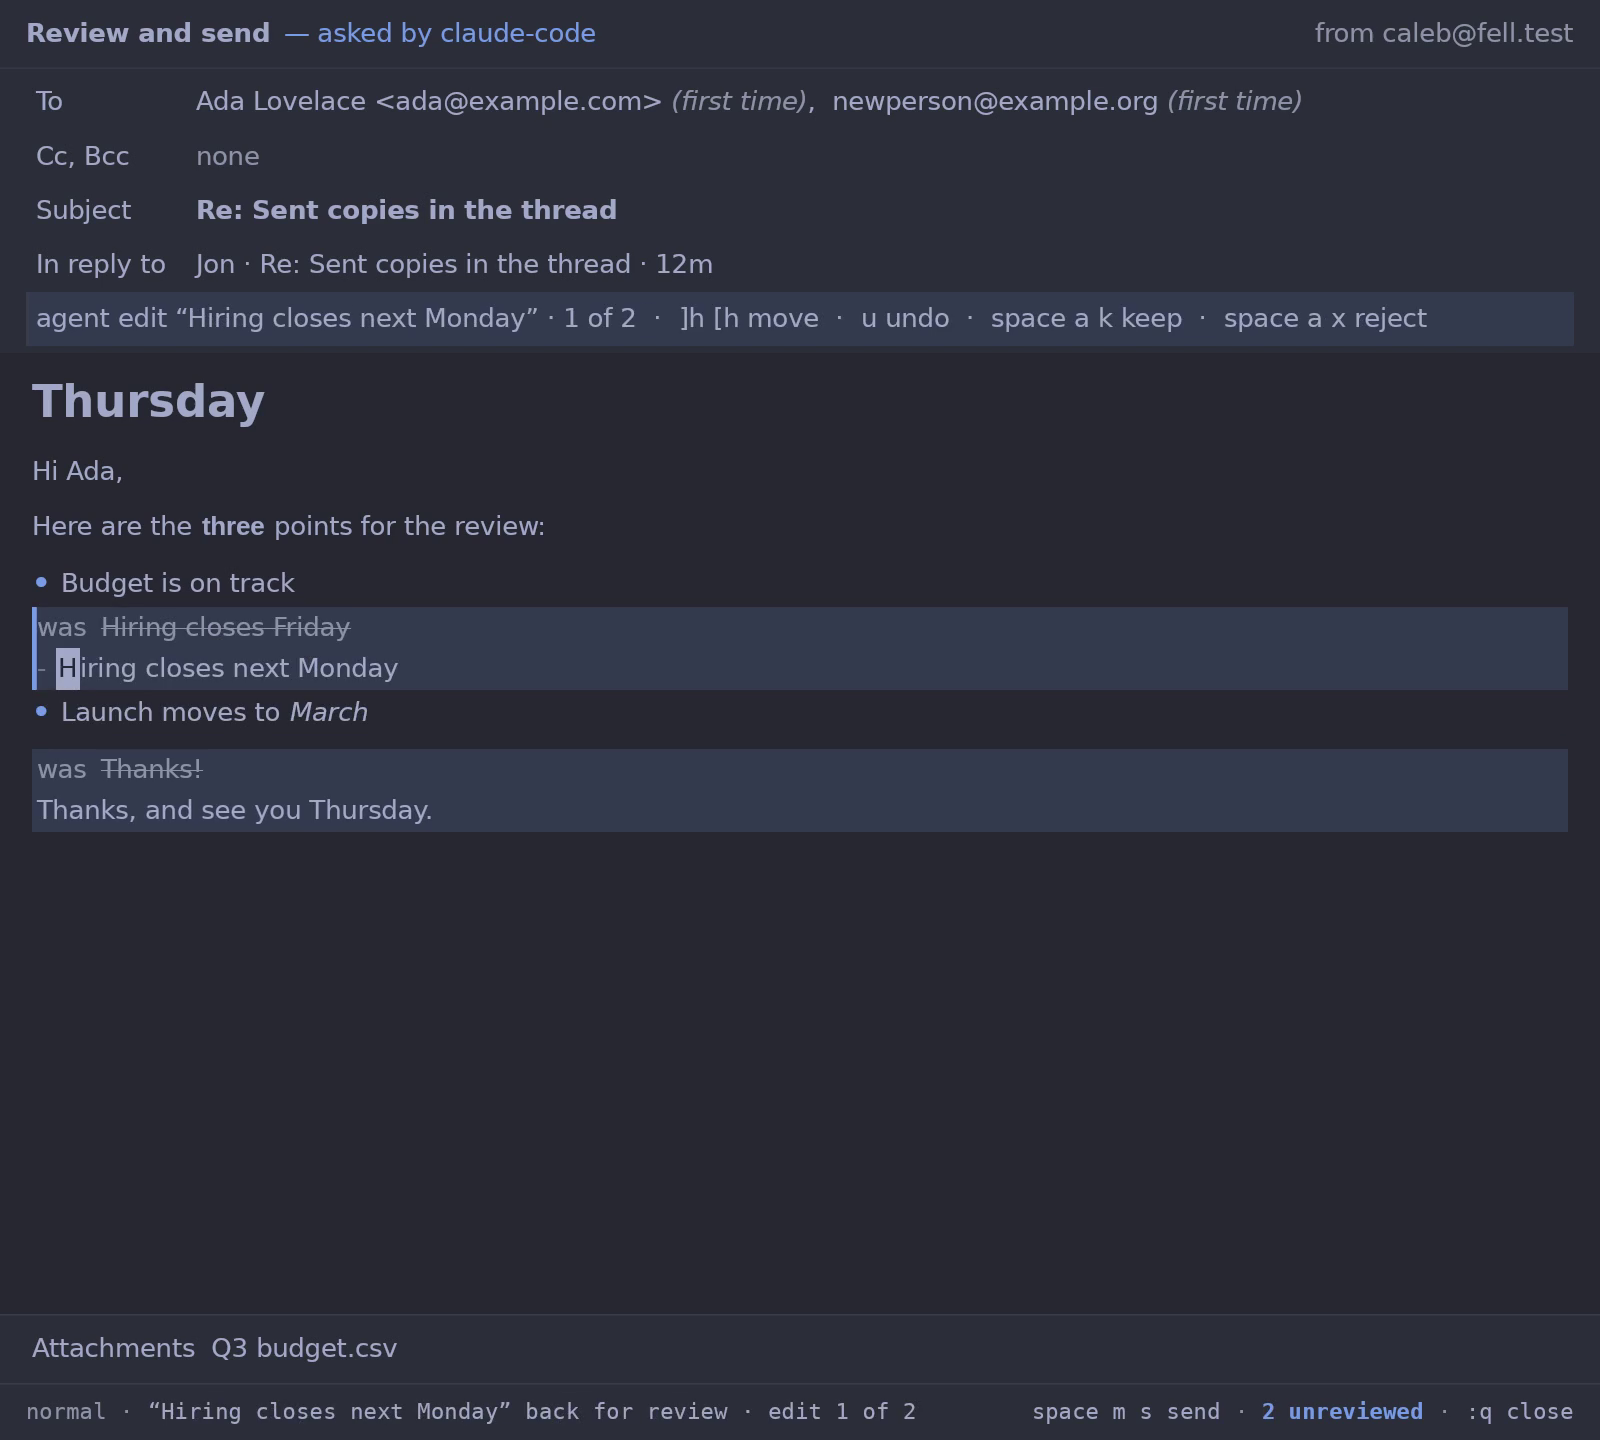 Review and send — asked by claude-code from caleb@fell.test
To Ada Lovelace <ada@example.com> (first time), newperson@example.org (first time)
Cc, Bcc none
Subject Re: Sent copies in the thread
In reply to Jon · Re: Sent copies in the thread · 12m
agent edit “Hiring closes next Monday” · 1 of 2 · ]h [h move · u undo · space a k keep · space a x reject
Thursday
Hi Ada,
Here are the three points for the review:
• Budget is on track
was Hiring closes Friday
- Hiring closes next Monday
• Launch moves to March
was Thanks!
Thanks, and see you Thursday.
Attachments Q3 budget.csv
normal · “Hiring closes next Monday” back for review · edit 1 of 2 space m s send · 2 unreviewed · :q close